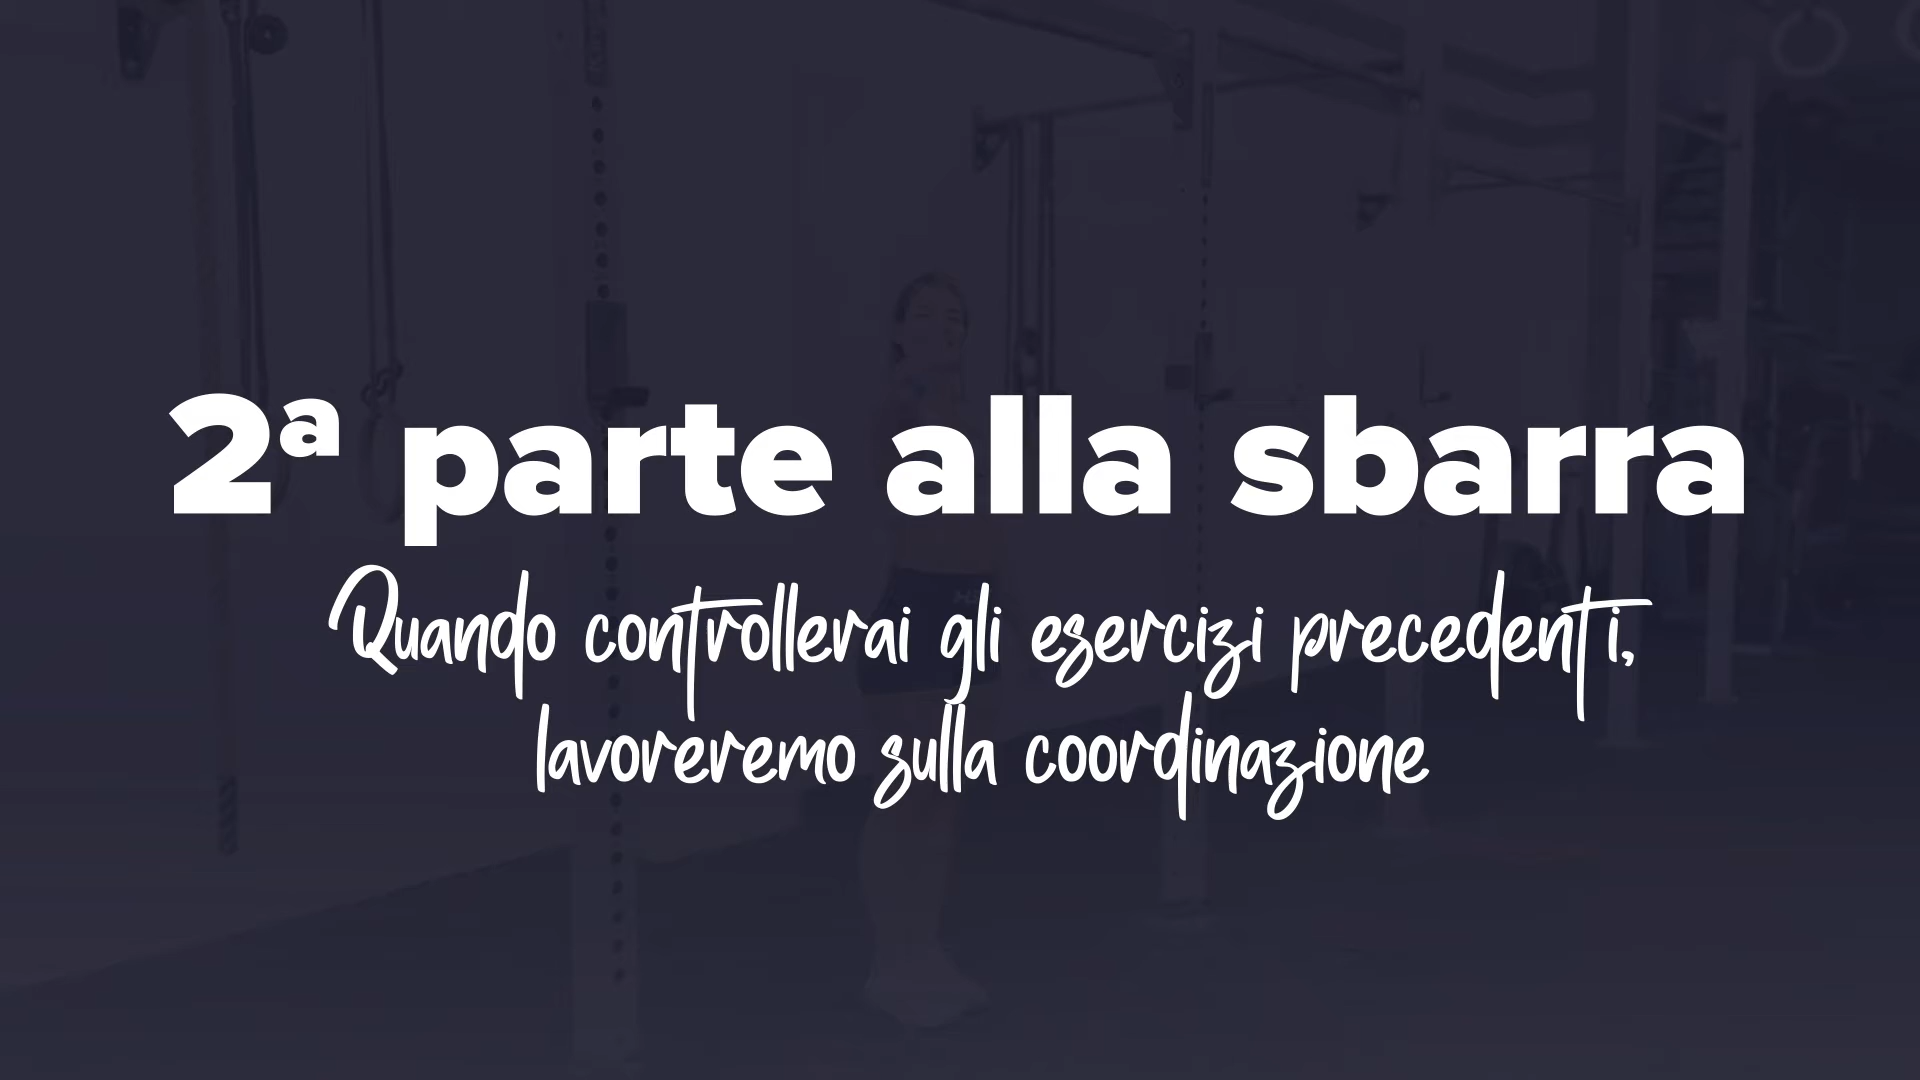 2ª parte alla sbarra
Quando controllerai gli esercizi precedenti,
lavoreremo sulla coordinazione